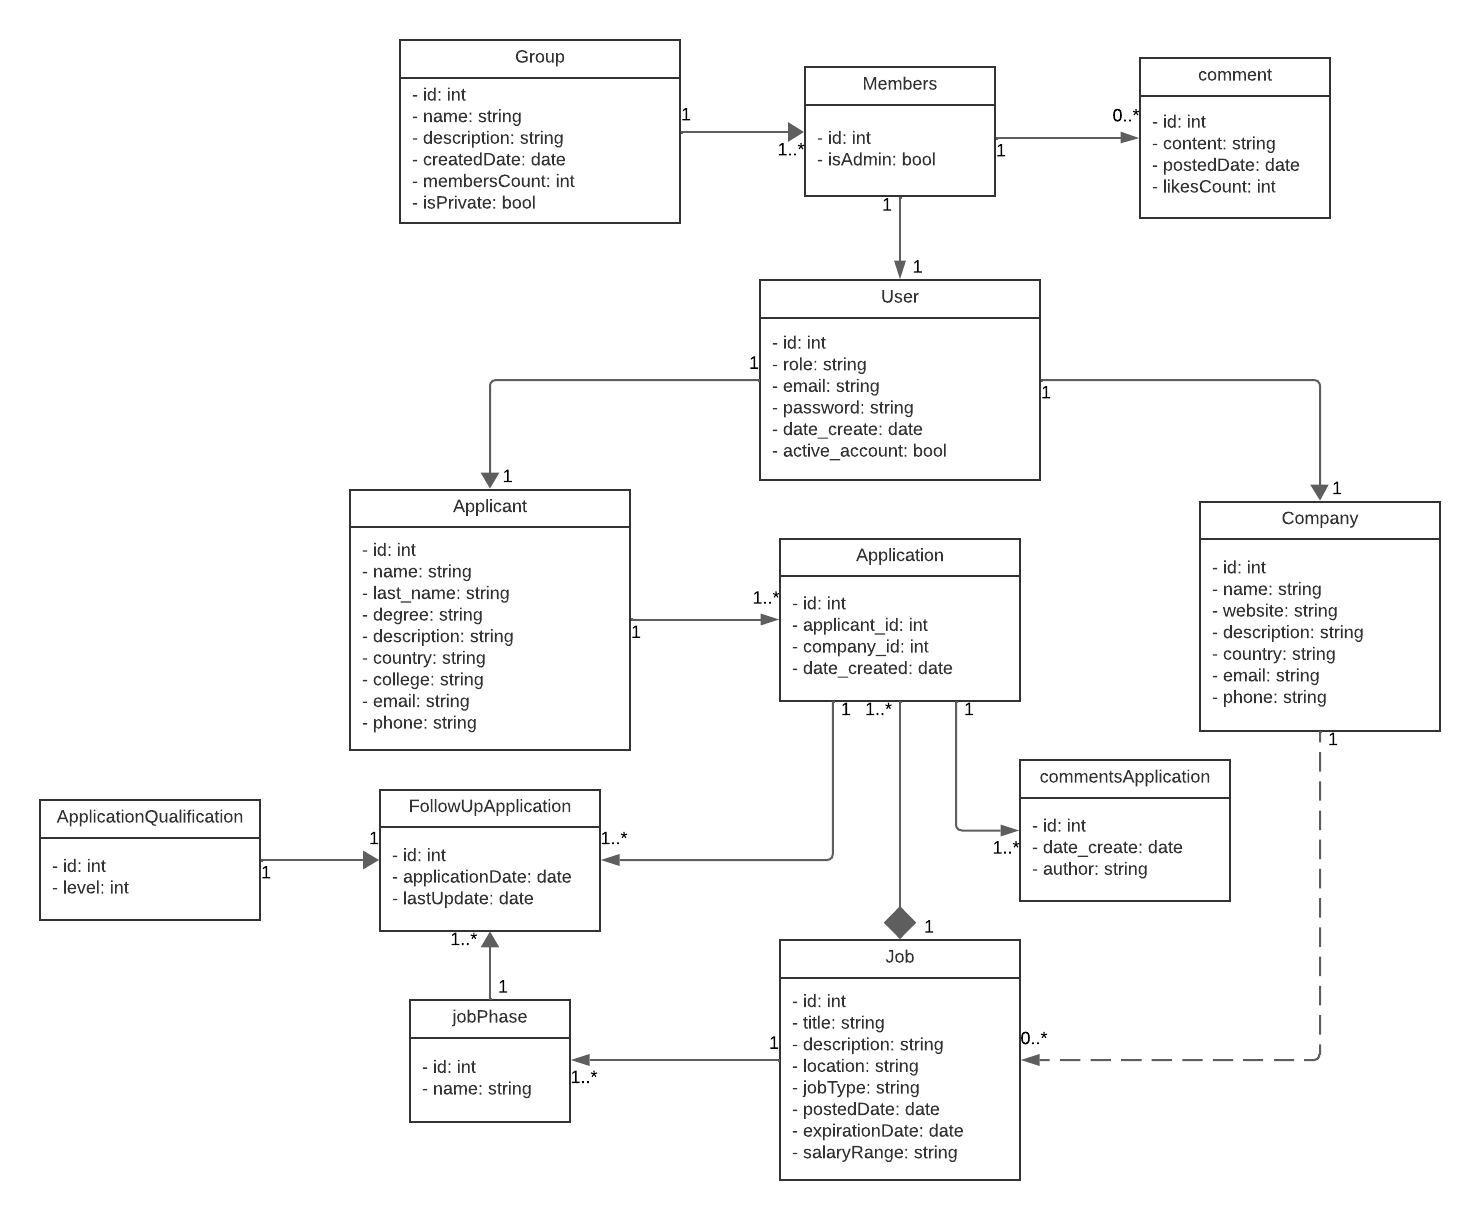 Group
- id: int
- name: string
- description: string
- createdDate: date
- membersCount: int
- isPrivate: bool
1
1..*
Members
- id: int
- isAdmin: bool
1
0..*
comment
- id: int
- content: string
- postedDate: date
- likesCount: int
1
1
User
- id: int
- role: string
- email: string
- password: string
- date_create: date
- active_account: bool
1
1
1
1
Applicant
- id: int
- name: string
- last_name: string
- degree: string
- description: string
- country: string
- college: string
- email: string
- phone: string
1
1..*
Application
- id: int
- applicant_id: int
- company_id: int
- date_created: date
1
1..*
1
Company
- id: int
- name: string
- website: string
- description: string
- country: string
- email: string
- phone: string
1
ApplicationQualification
- id: int
- level: int
1
1
FollowUpApplication
- id: int
- applicationDate: date
- lastUpdate: date
1..*
1..*
1
commentsApplication
- id: int
- date_create: date
- author: string
1..*
jobPhase
- id: int
- name: string
1..*
1
1
Job
- id: int
- title: string
- description: string
- location: string
- jobType: string
- postedDate: date
- expirationDate: date
- salaryRange: string
0..*